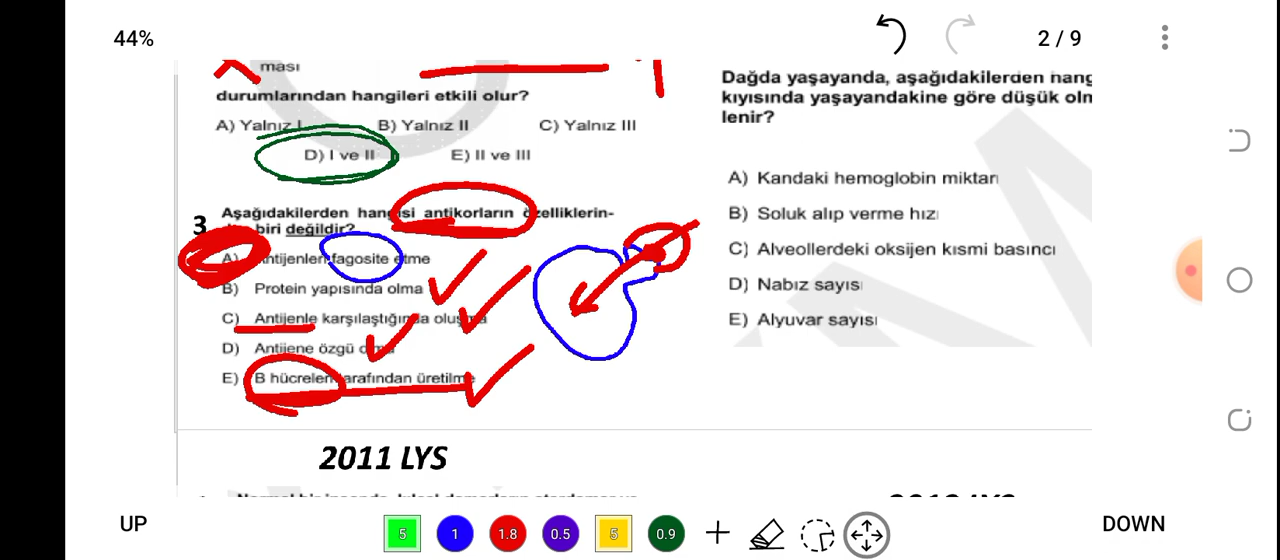 44%
2 / 9
ması
durumlarından hangileri etkili olur?
A) Yalnız I
B) Yalnız II
C) Yalnız III
D) I ve II
E) II ve III
3
Aşağıdakilerden hangisi antikorların özelliklerin-
biri değildir?
A) Antijenleri fagosite etme
B) Protein yapısında olma
C) Antijenle karşılaştığında oluşma
D) Antijene özgü olma
E) B hücreleri tarafından üretilme
2011 LYS
Dağda yaşayanda, aşağıdakilerden hang
kıyısında yaşayandakine göre düşük olm
lenir?
A) Kandaki hemoglobin miktarı
B) Soluk alıp verme hızı
C) Alveollerdeki oksijen kısmi basıncı
D) Nabız sayısı
E) Alyuvar sayısı
UP
5
1
1.8
0.5
5
0.9
DOWN